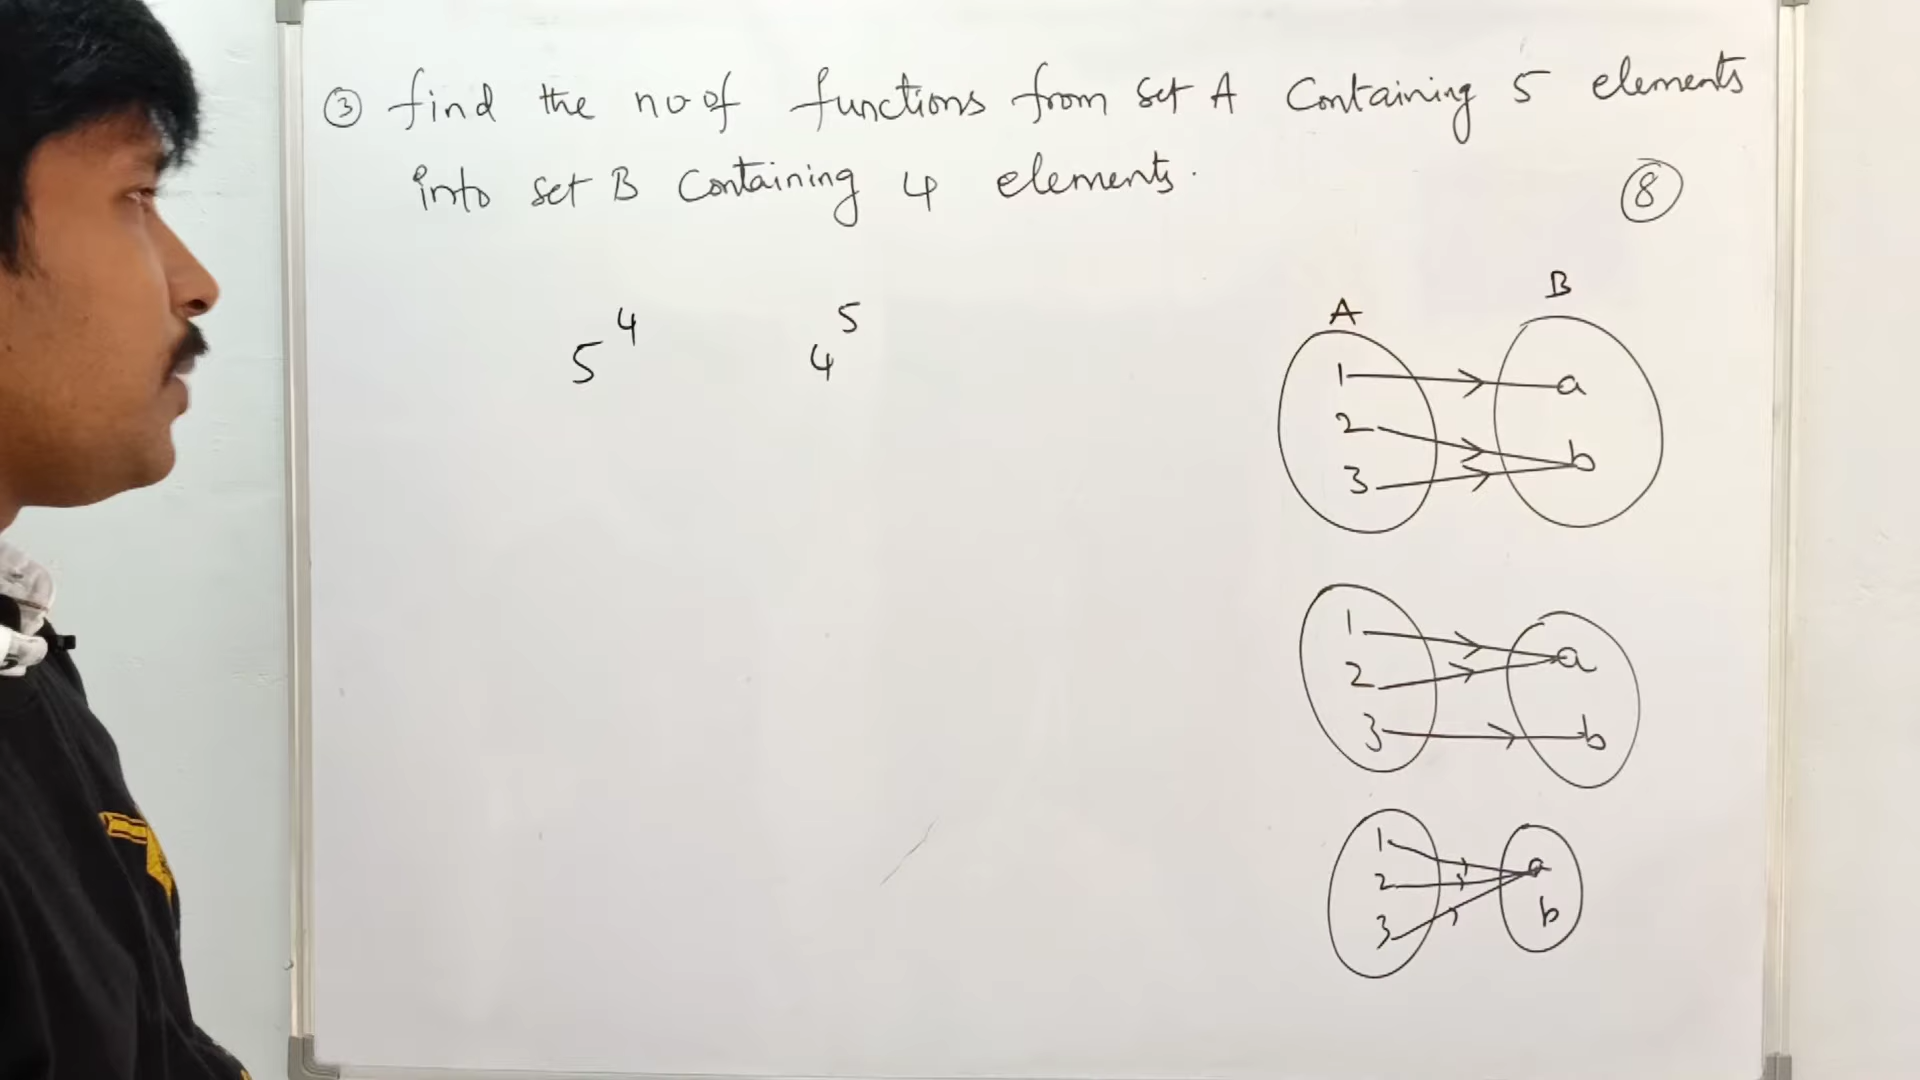 ③ find the no of functions from set A Containing 5 elements
into set B Containing 4 elements.
⑧
5⁴ 4⁵
A B
1 a
2 b
3
1 a
2
3 b
1 a
2
3 b